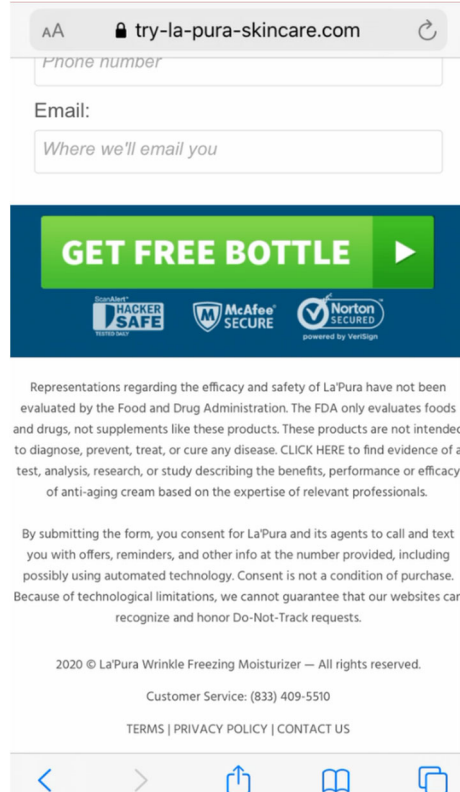 AA try-la-pura-skincare.com
Phone number
Email:
Where we'll email you
GET FREE BOTTLE
ScanAlert*
HACKER
SAFE
TESTED DAILY
McAfee
SECURE
Norton
SECURED
powered by VeriSign
Representations regarding the efficacy and safety of La'Pura have not been
evaluated by the Food and Drug Administration. The FDA only evaluates foods
and drugs, not supplements like these products. These products are not intended
to diagnose, prevent, treat, or cure any disease. CLICK HERE to find evidence of a
test, analysis, research, or study describing the benefits, performance or efficacy
of anti-aging cream based on the expertise of relevant professionals.
By submitting the form, you consent for La'Pura and its agents to call and text
you with offers, reminders, and other info at the number provided, including
possibly using automated technology. Consent is not a condition of purchase.
Because of technological limitations, we cannot guarantee that our websites can
recognize and honor Do-Not-Track requests.
2020 © La'Pura Wrinkle Freezing Moisturizer — All rights reserved.
Customer Service: (833) 409-5510
TERMS | PRIVACY POLICY | CONTACT US